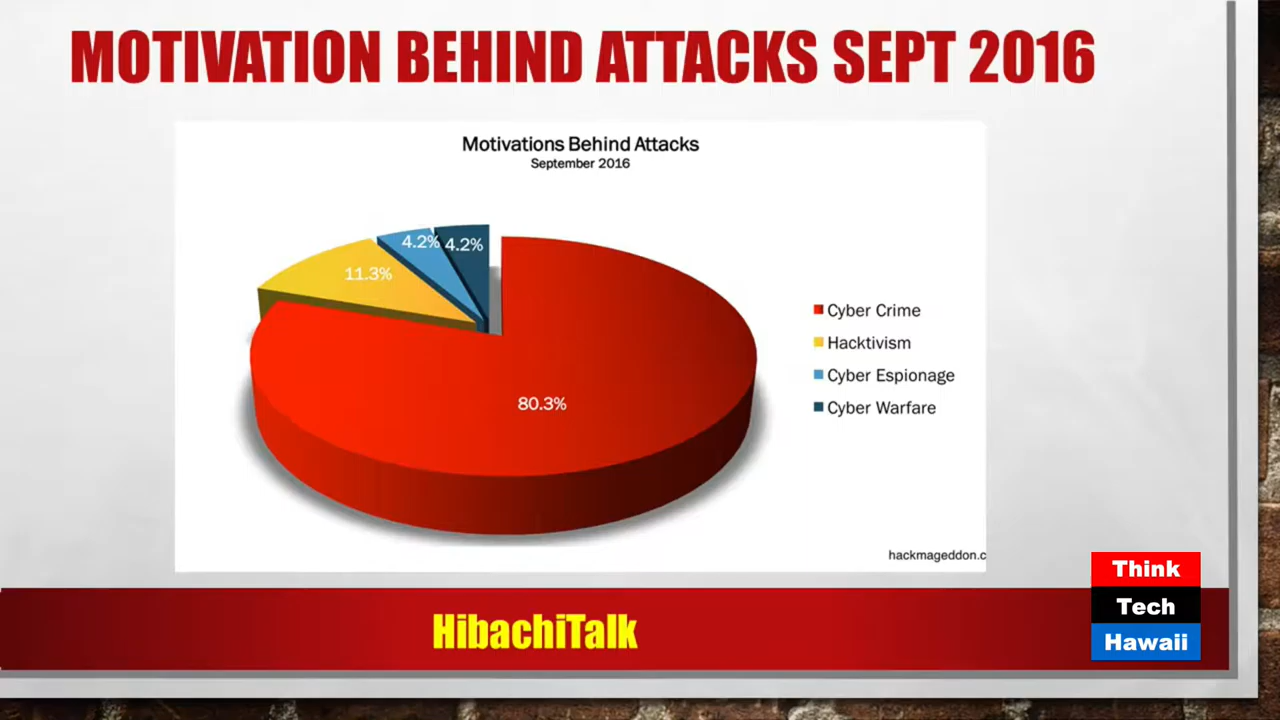 MOTIVATION BEHIND ATTACKS SEPT 2016
Motivations Behind Attacks
September 2016
4.2%
4.2%
11.3%
80.3%
Cyber Crime
Hacktivism
Cyber Espionage
Cyber Warfare
hackmageddon.c
HibachiTalk
Think
Tech
Hawaii